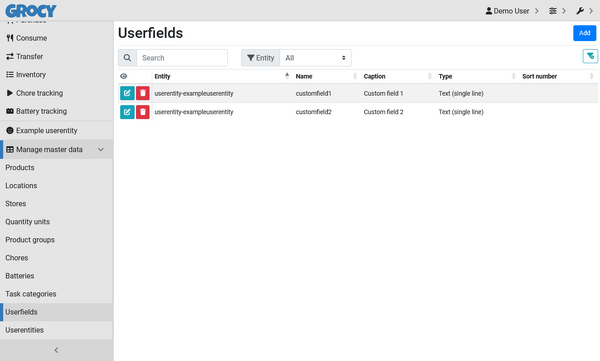 GROCY
Demo User
Purchase
Consume
Transfer
Inventory
Chore tracking
Battery tracking
Example userentity
Manage master data
Products
Locations
Stores
Quantity units
Product groups
Chores
Batteries
Task categories
Userfields
Userentities
Userfields
Add
Search
Entity
All
Entity Name Caption Type Sort number
userentity-exampleuserentity customfield1 Custom field 1 Text (single line)
userentity-exampleuserentity customfield2 Custom field 2 Text (single line)